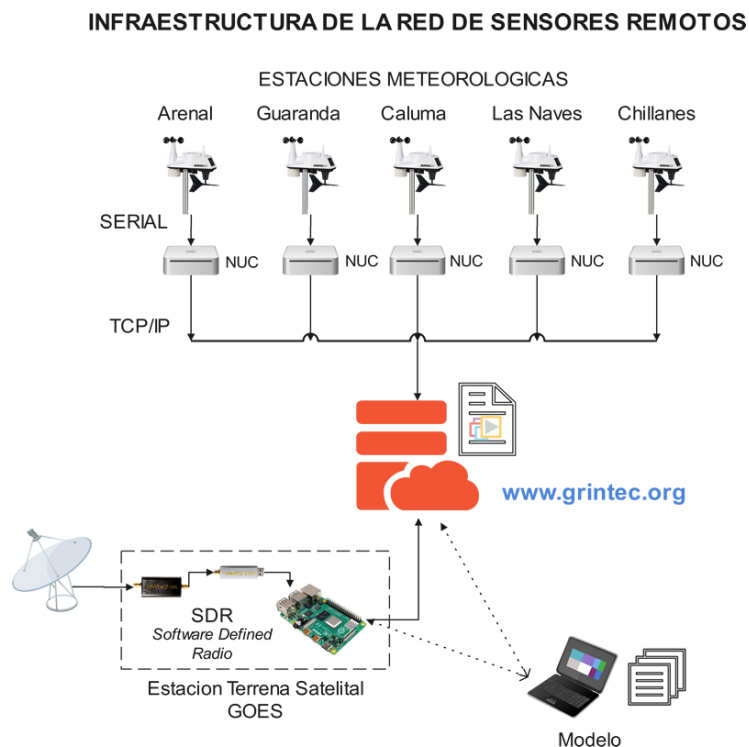 INFRAESTRUCTURA DE LA RED DE SENSORES REMOTOS
ESTACIONES METEOROLOGICAS
Arenal
Guaranda
Caluma
Las Naves
Chillanes
SERIAL
NUC
NUC
NUC
NUC
NUC
TCP/IP
www.grintec.org
SDR
Software Defined
Radio
Estacion Terrena Satelital
GOES
Modelo